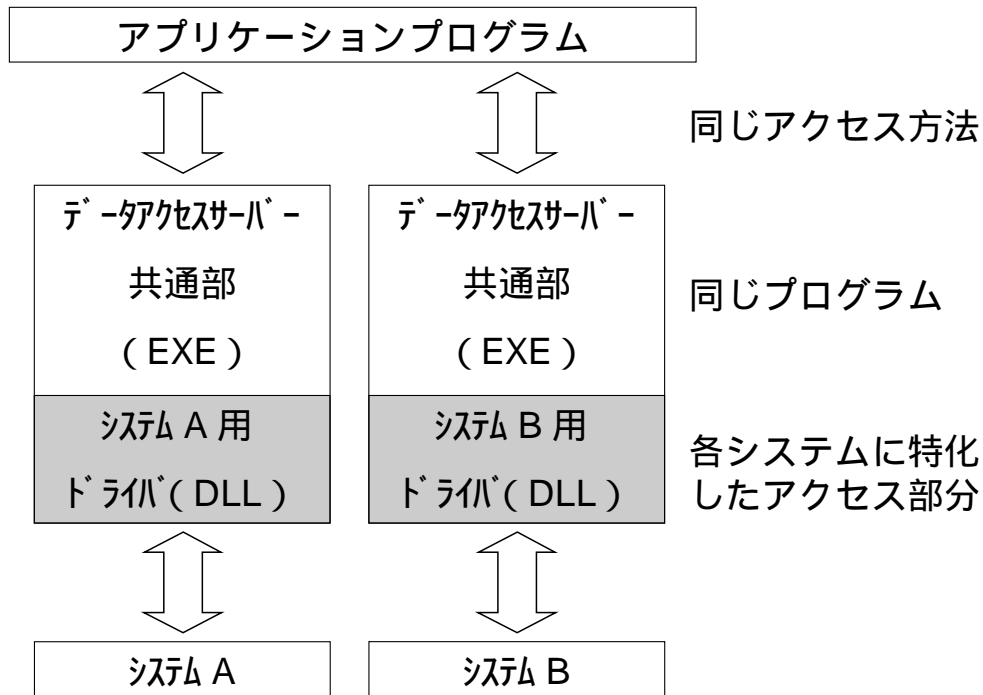 アプリケーションプログラム
同じアクセス方法
ﾃﾞｰﾀｱｸｾｽｻｰﾊﾞｰ
共通部
(EXE)
ﾃﾞｰﾀｱｸｾｽｻｰﾊﾞｰ
共通部
(EXE)
同じプログラム
ｼｽﾃﾑ A 用
ﾄﾞﾗｲﾊﾞ(DLL)
ｼｽﾃﾑ B 用
ﾄﾞﾗｲﾊﾞ(DLL)
各システムに特化
したアクセス部分
ｼｽﾃﾑ A
ｼｽﾃﾑ B